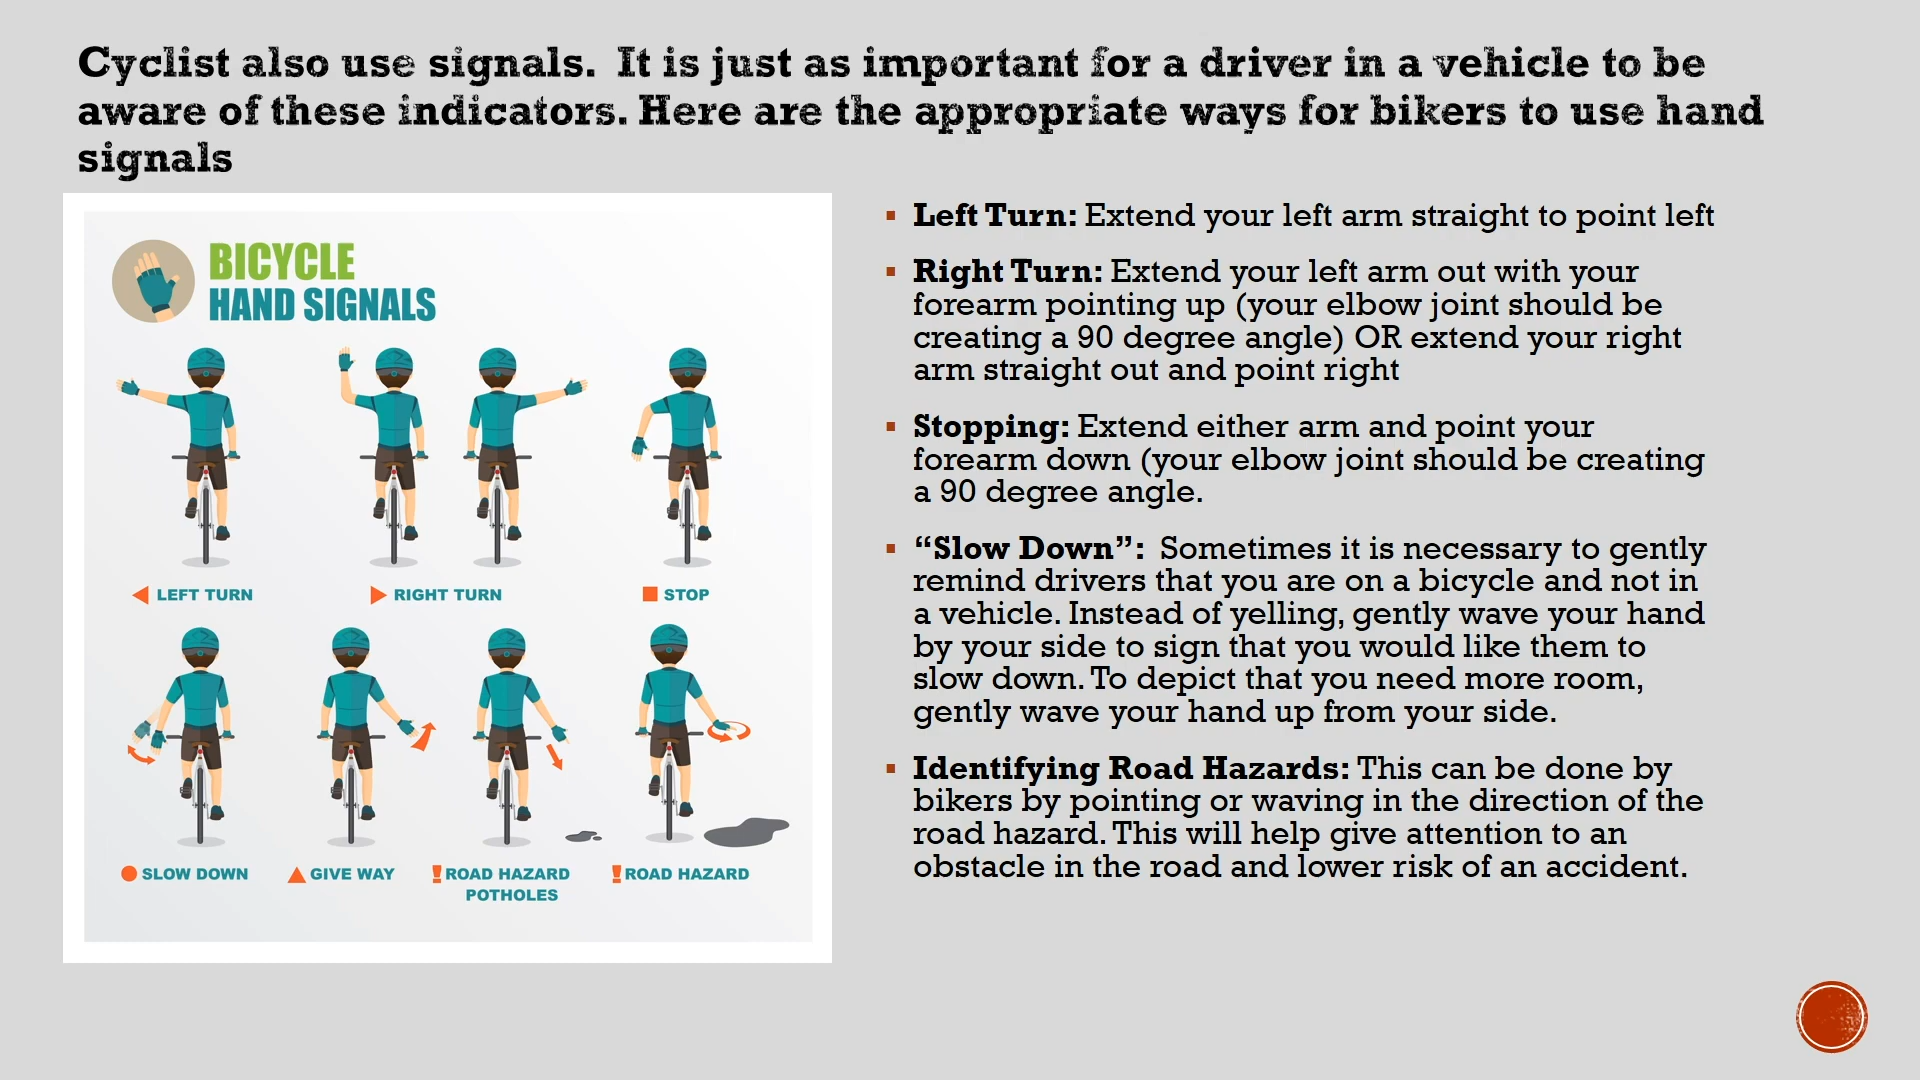 Cyclist also use signals.  It is just as important for a driver in a vehicle to be
aware of these indicators. Here are the appropriate ways for bikers to use hand
signals
BICYCLE
HAND SIGNALS
LEFT TURN
RIGHT TURN
STOP
SLOW DOWN
GIVE WAY
ROAD HAZARD
POTHOLES
ROAD HAZARD
▪ Left Turn: Extend your left arm straight to point left
▪ Right Turn: Extend your left arm out with your
forearm pointing up (your elbow joint should be
creating a 90 degree angle) OR extend your right
arm straight out and point right
▪ Stopping: Extend either arm and point your
forearm down (your elbow joint should be creating
a 90 degree angle.
▪ “Slow Down”:  Sometimes it is necessary to gently
remind drivers that you are on a bicycle and not in
a vehicle. Instead of yelling, gently wave your hand
by your side to sign that you would like them to
slow down. To depict that you need more room,
gently wave your hand up from your side.
▪ Identifying Road Hazards: This can be done by
bikers by pointing or waving in the direction of the
road hazard. This will help give attention to an
obstacle in the road and lower risk of an accident.